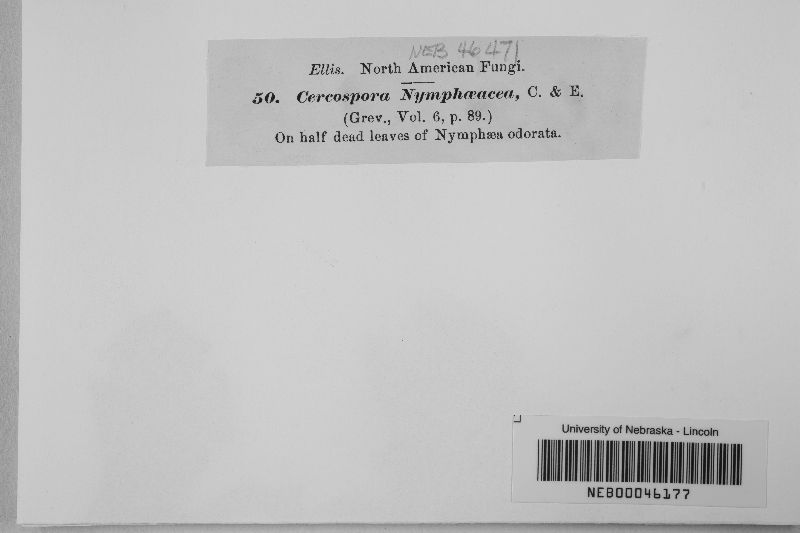 NEB 4647
Ellis. North American Fungi.
50. Cercospora Nymphæacea, C. & E.
(Grev., Vol. 6, p. 89.)
On half dead leaves of Nymphæa odorata.
University of Nebraska - Lincoln
NEB00046177